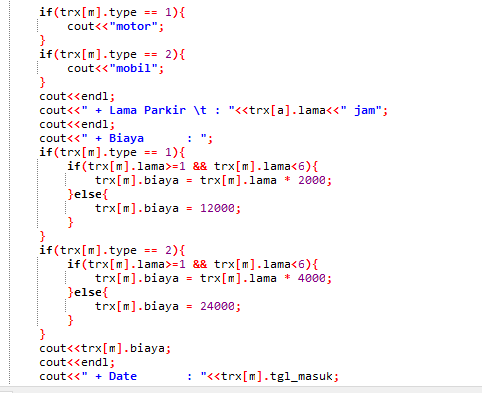 if(trx[m].type == 1){
cout<<"motor";
}
if(trx[m].type == 2){
cout<<"mobil";
}
cout<<endl;
cout<<" + Lama Parkir \t : "<<trx[a].lama<<" jam";
cout<<endl;
cout<<" + Biaya      : ";
if(trx[m].type == 1){
if(trx[m].lama>=1 && trx[m].lama<6){
trx[m].biaya = trx[m].lama * 2000;
}else{
trx[m].biaya = 12000;
}
}
if(trx[m].type == 2){
if(trx[m].lama>=1 && trx[m].lama<6){
trx[m].biaya = trx[m].lama * 4000;
}else{
trx[m].biaya = 24000;
}
}
cout<<trx[m].biaya;
cout<<endl;
cout<<" + Date       : "<<trx[m].tgl_masuk;